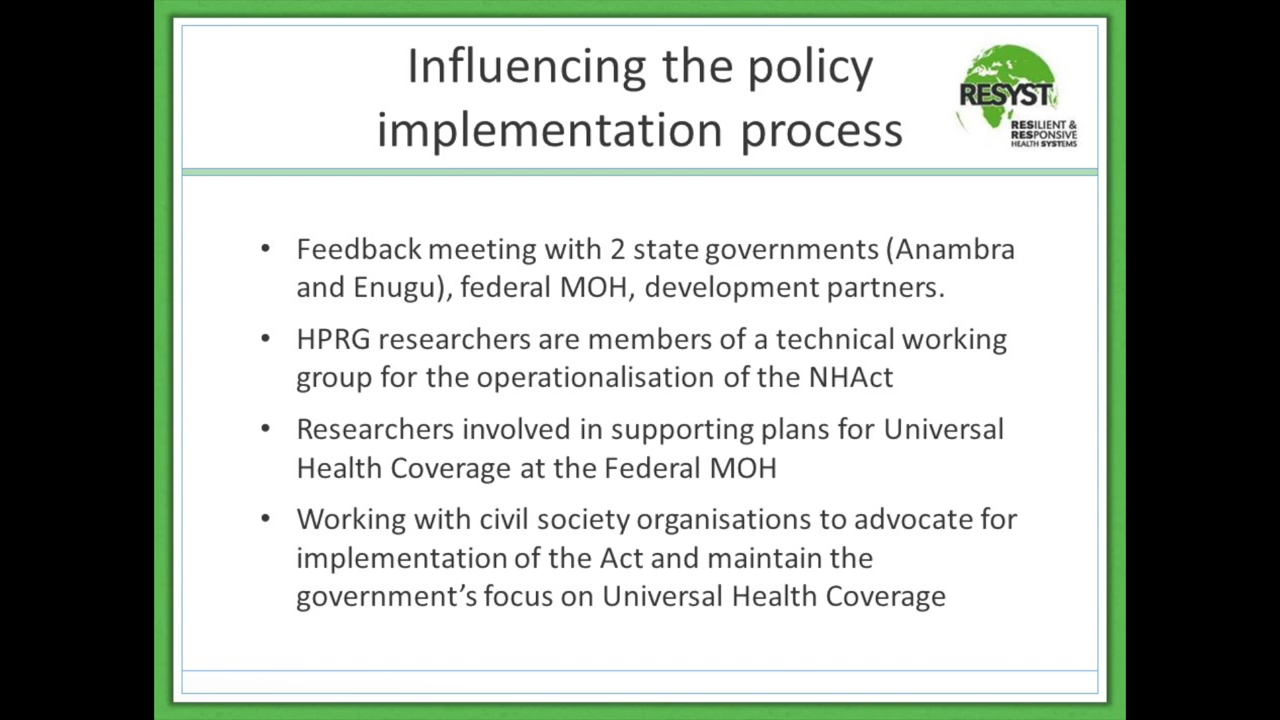 Influencing the policy
implementation process
RESYST
RESILIENT &
RESPONSIVE
HEALTH SYSTEMS
• Feedback meeting with 2 state governments (Anambra
and Enugu), federal MOH, development partners.
• HPRG researchers are members of a technical working
group for the operationalisation of the NHAct
• Researchers involved in supporting plans for Universal
Health Coverage at the Federal MOH
• Working with civil society organisations to advocate for
implementation of the Act and maintain the
government’s focus on Universal Health Coverage